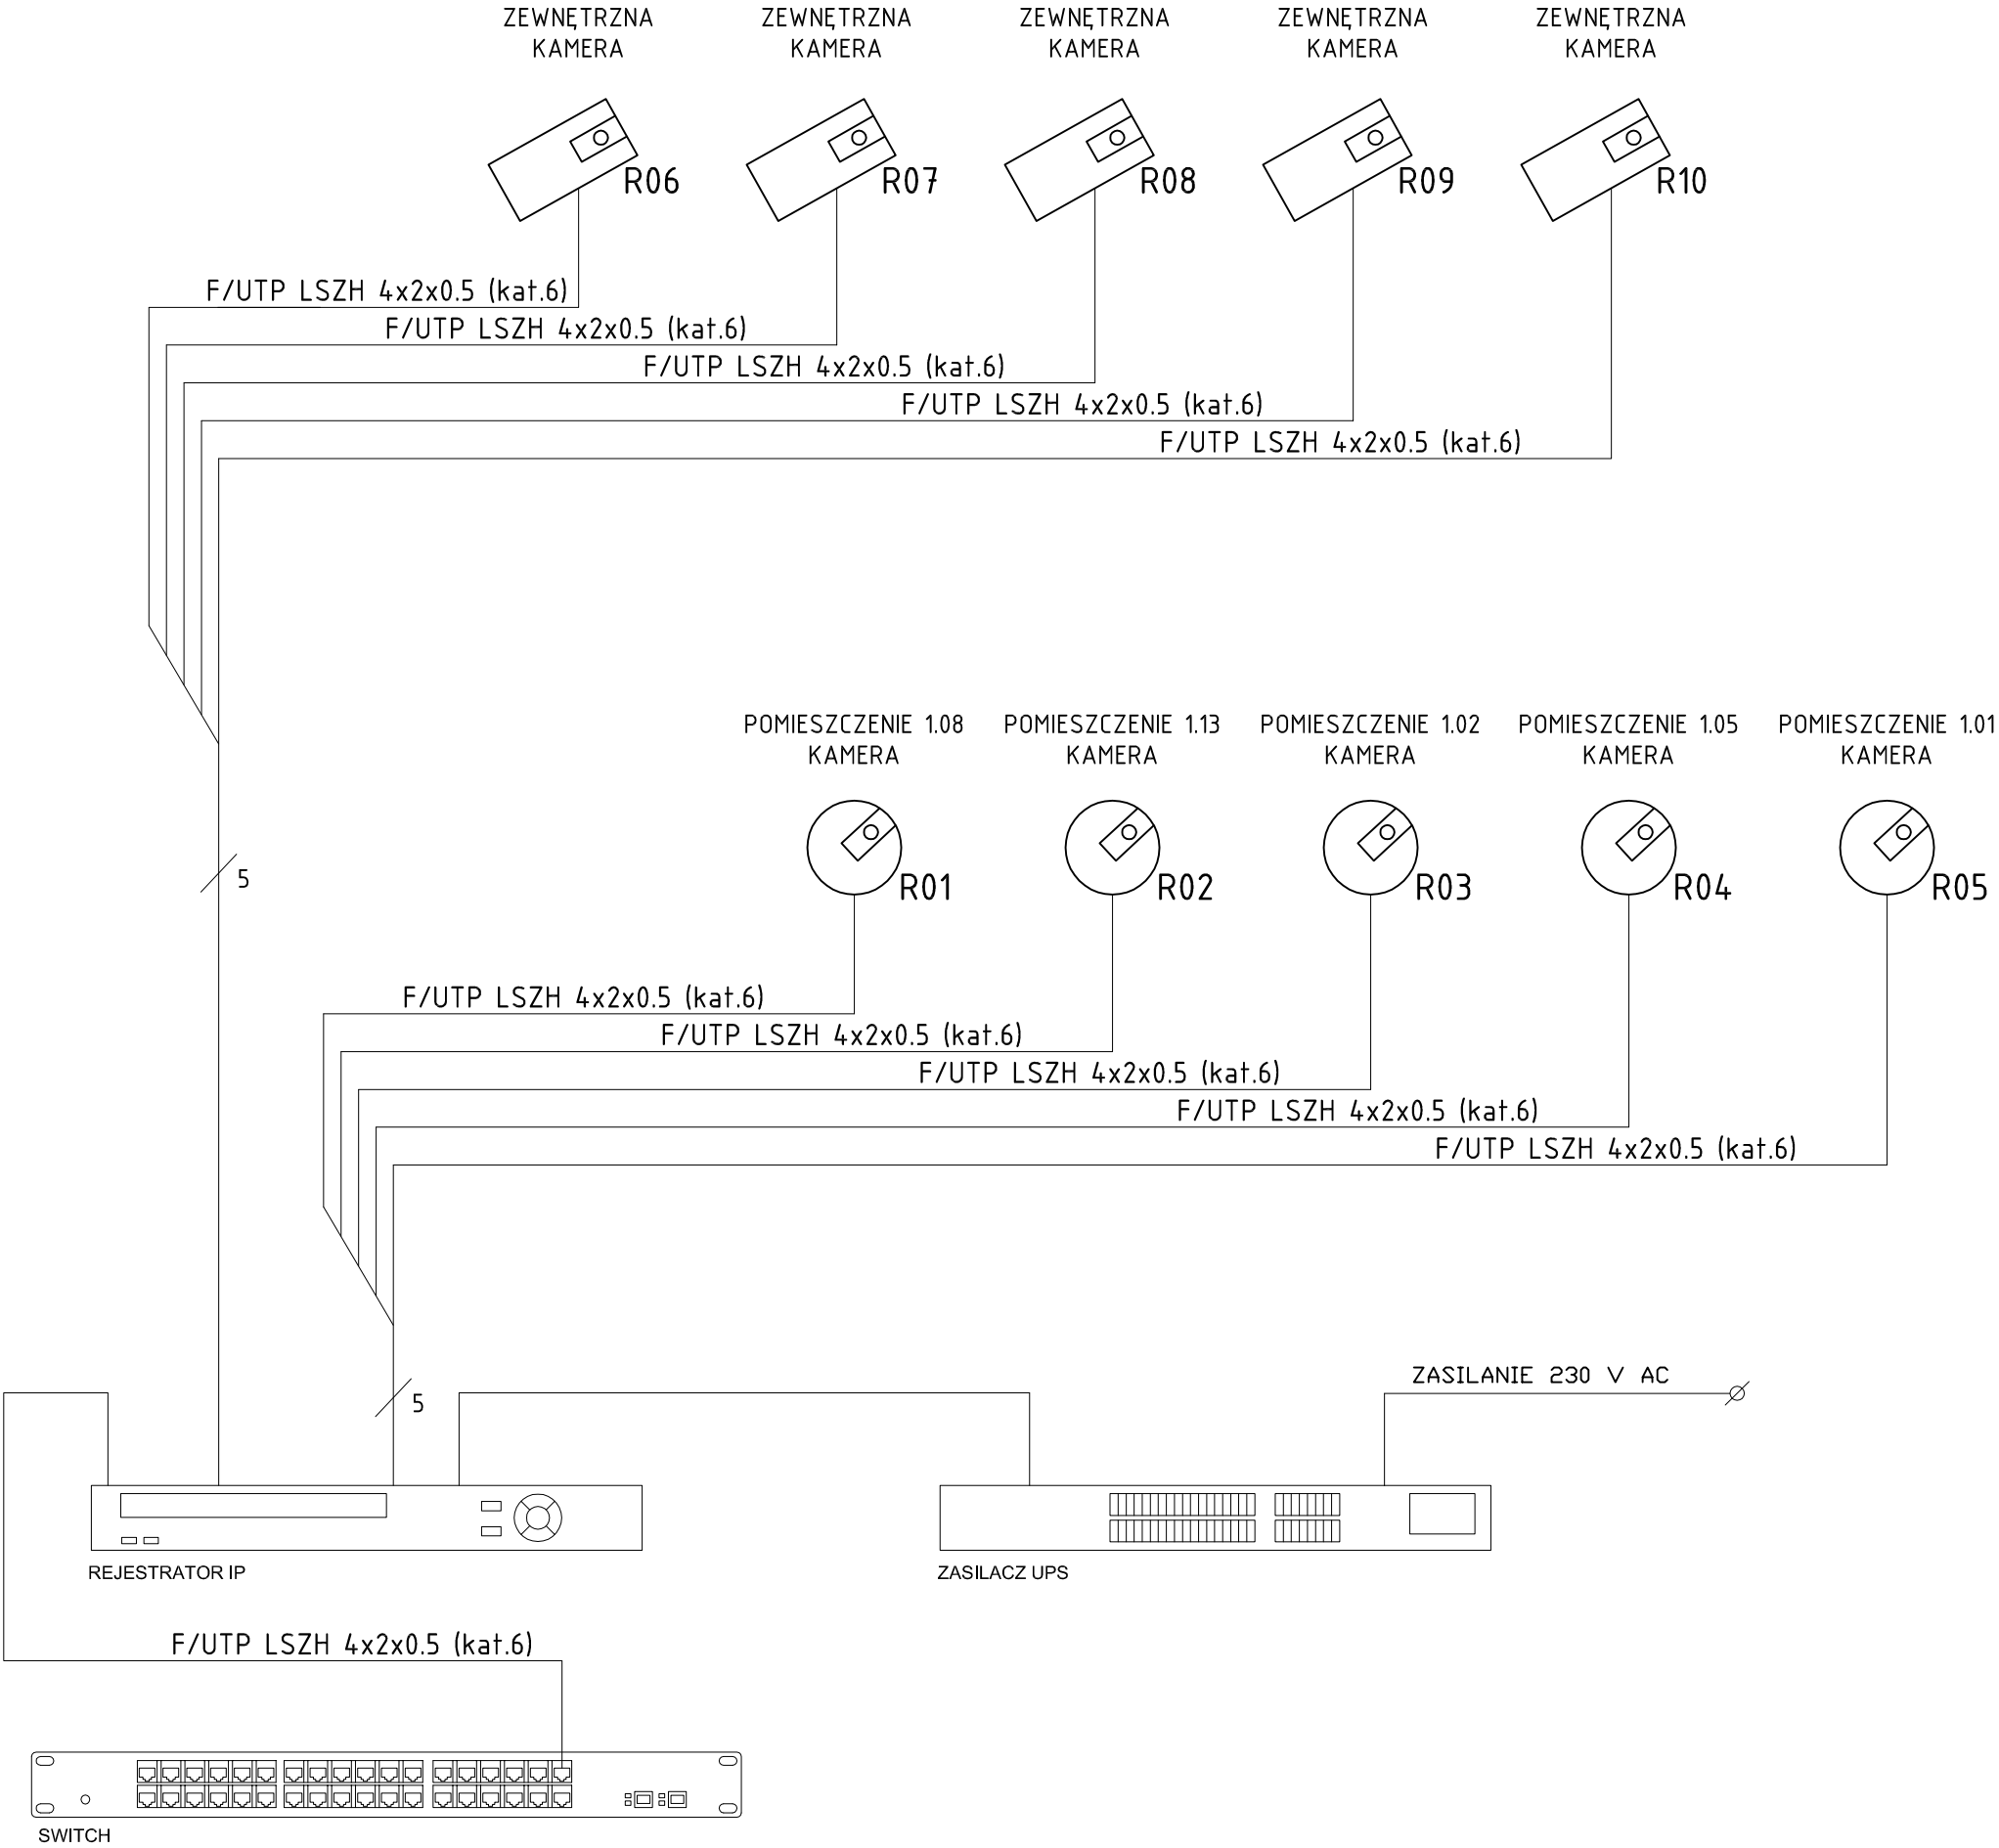 ZEWNĘTRZNA
KAMERA
ZEWNĘTRZNA
KAMERA
ZEWNĘTRZNA
KAMERA
ZEWNĘTRZNA
KAMERA
ZEWNĘTRZNA
KAMERA
R06
R07
R08
R09
R10
F/UTP LSZH 4x2x0.5 (kat.6)
F/UTP LSZH 4x2x0.5 (kat.6)
F/UTP LSZH 4x2x0.5 (kat.6)
F/UTP LSZH 4x2x0.5 (kat.6)
F/UTP LSZH 4x2x0.5 (kat.6)
POMIESZCZENIE 1.08
KAMERA
POMIESZCZENIE 1.13
KAMERA
POMIESZCZENIE 1.02
KAMERA
POMIESZCZENIE 1.05
KAMERA
POMIESZCZENIE 1.01
KAMERA
5
R01
R02
R03
R04
R05
F/UTP LSZH 4x2x0.5 (kat.6)
F/UTP LSZH 4x2x0.5 (kat.6)
F/UTP LSZH 4x2x0.5 (kat.6)
F/UTP LSZH 4x2x0.5 (kat.6)
F/UTP LSZH 4x2x0.5 (kat.6)
5
ZASILANIE 230 V AC
REJESTRATOR IP
ZASILACZ UPS
F/UTP LSZH 4x2x0.5 (kat.6)
SWITCH